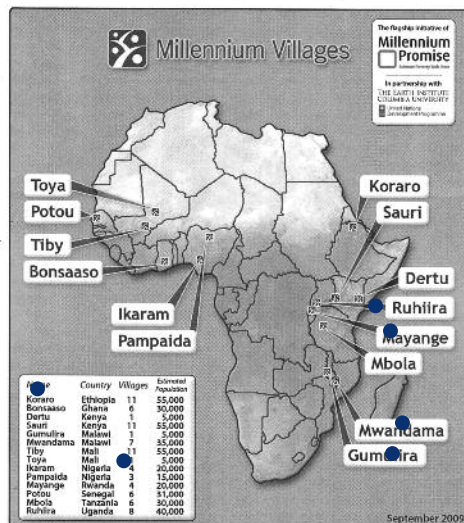 Millennium Villages
The flagship initiative of
Millennium
Promise
In partnership with
THE EARTH INSTITUTE
COLUMBIA UNIVERSITY
United Nations
Development Programme
Toya
Potou
Tiby
Bonsaaso
Ikaram
Pampaida
Koraro
Sauri
Dertu
Ruhiira
Mayange
Mbola
Mwandama
Gumulira
Country Villages Estimated Population
Koraro Ethiopia 11 55,000
Bonsaaso Ghana 6 30,000
Dertu Kenya 1 5,000
Sauri Kenya 11 55,000
Gumulira Malawi 1 5,000
Mwandama Malawi 7 35,000
Tiby Mali 11 55,000
Toya Mali 5,000
Ikaram Nigeria 4 20,000
Pampaida Nigeria 3 15,000
Mayange Rwanda 4 20,000
Potou Senegal 6 31,000
Mbola Tanzania 6 30,000
Ruhiira Uganda 8 40,000
September 2009